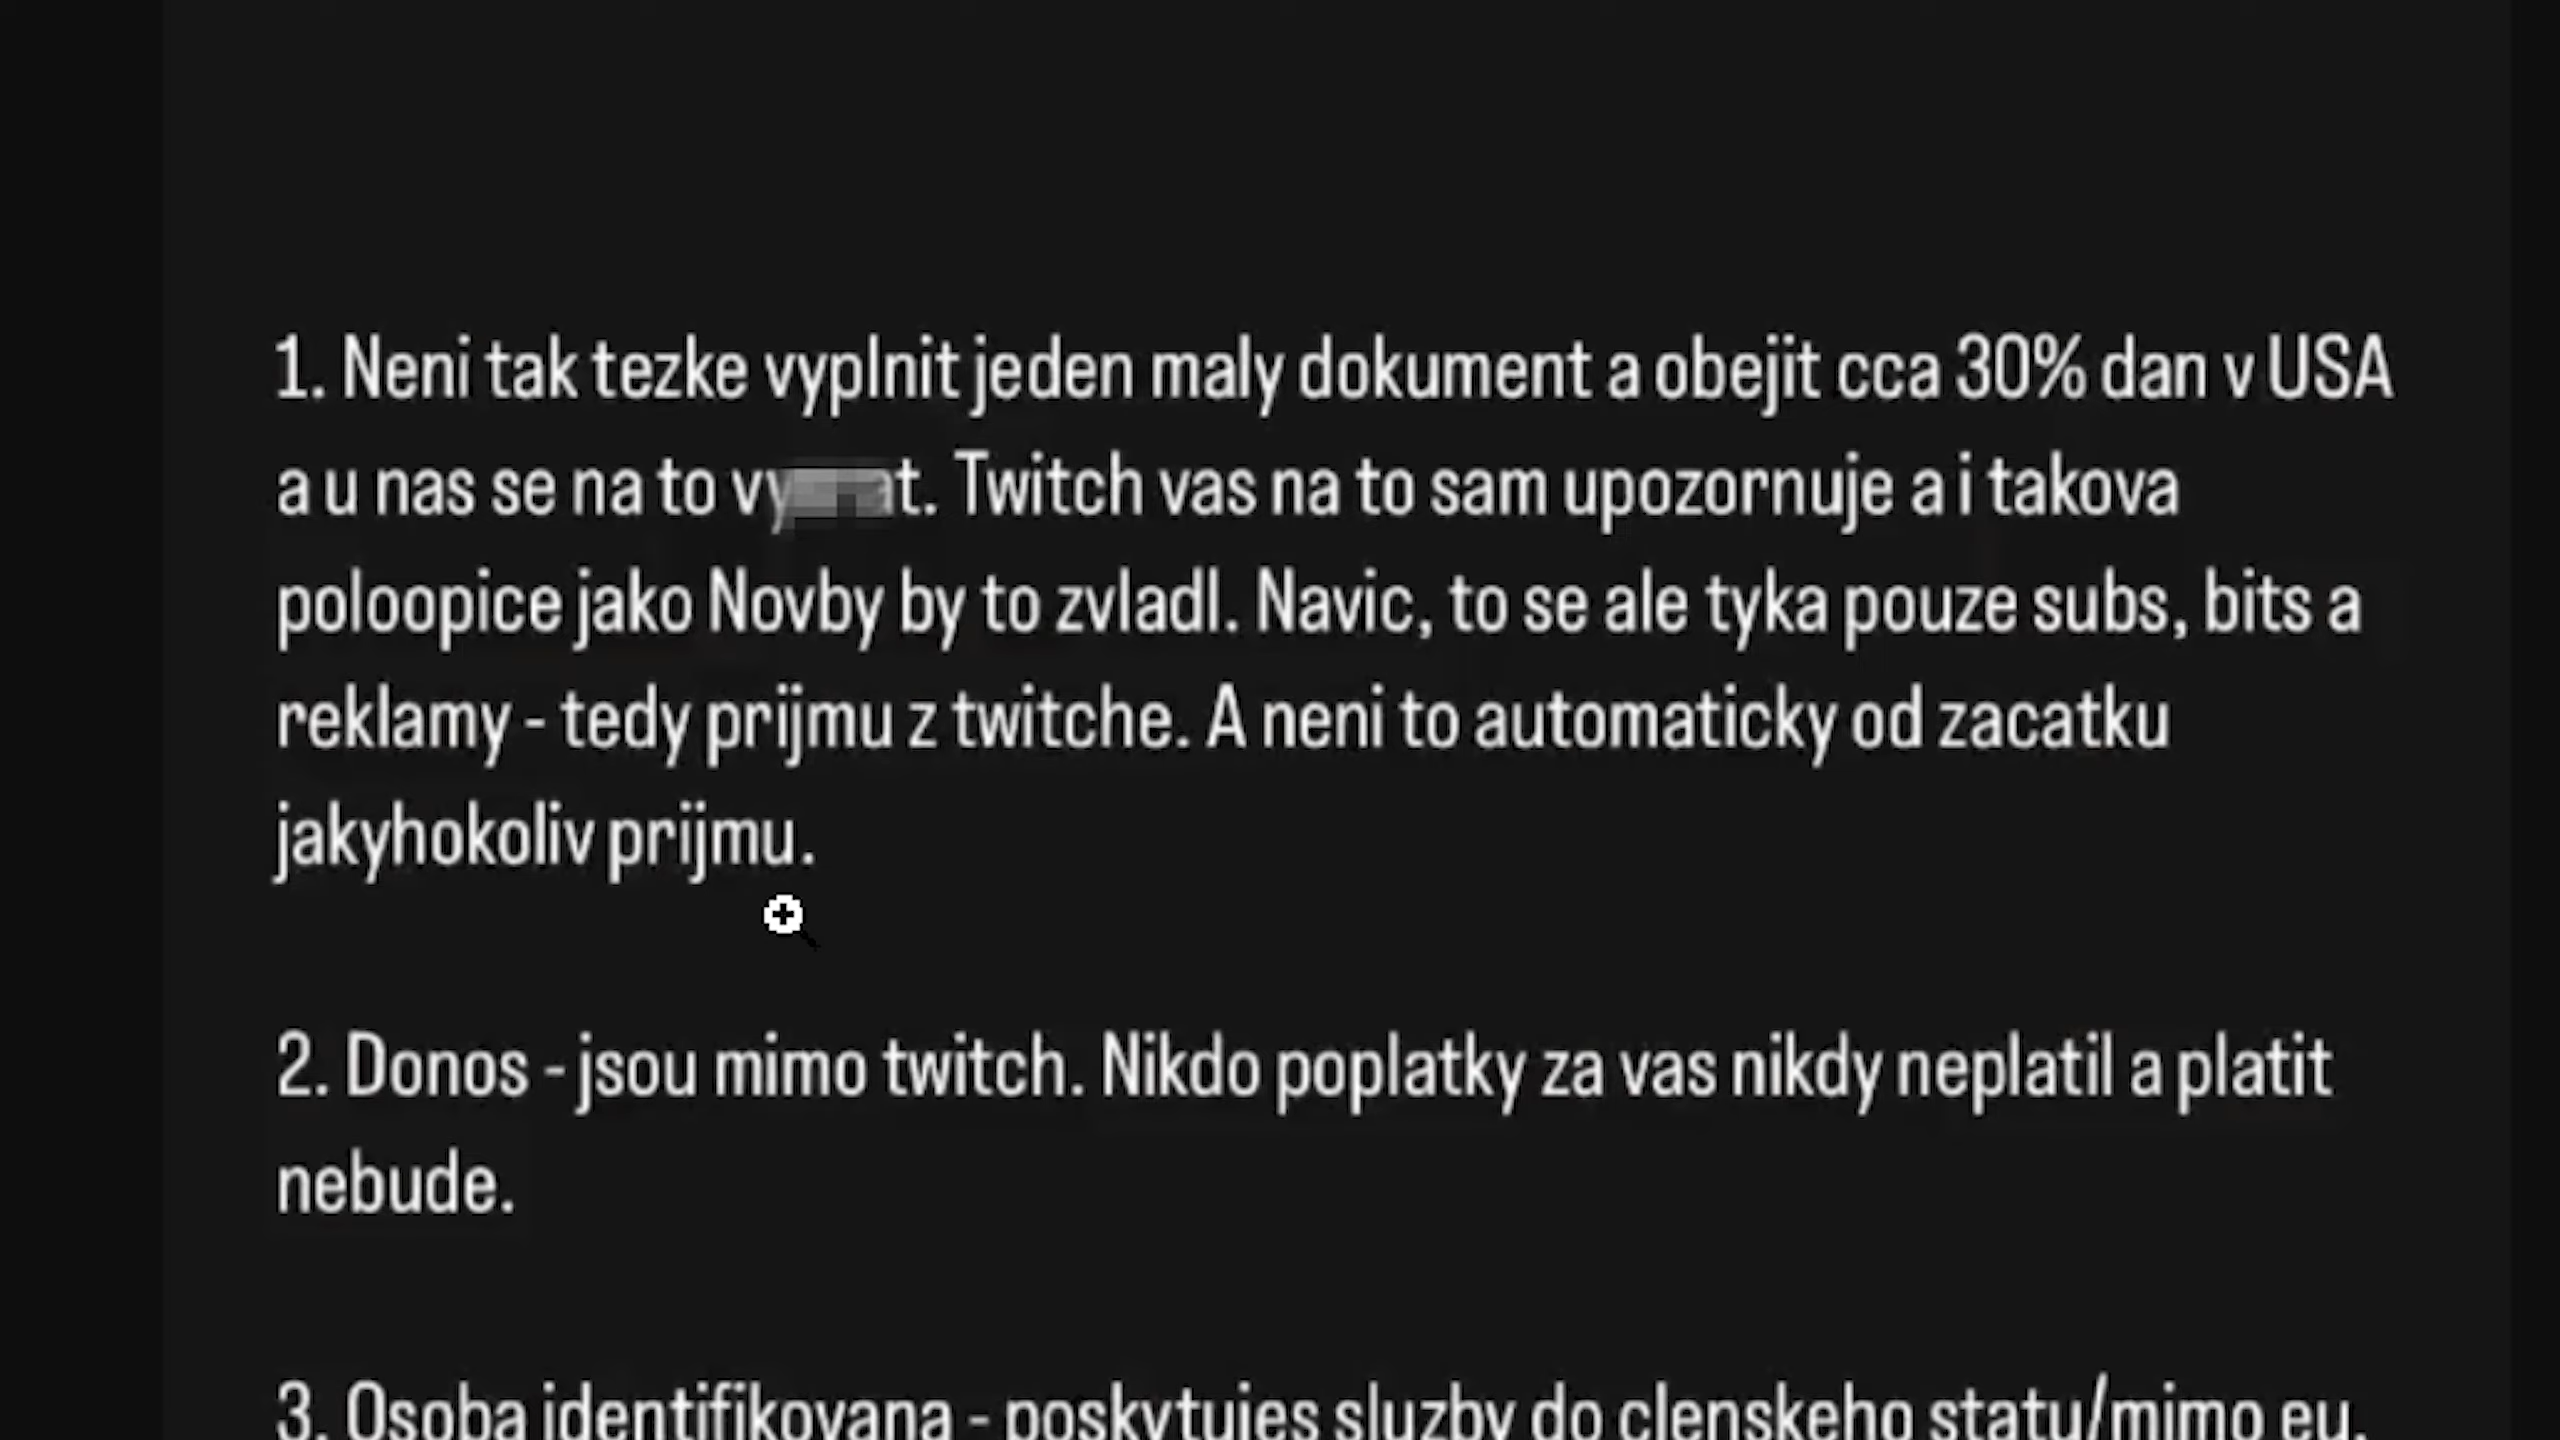 1. Neni tak tezke vyplnit jeden maly dokument a obejit cca 30% dan v USA
a u nas se na to. Twitch vas na to sam upozornuje a i takova
poloopice jako Novby by to zvladl. Navic, to se ale tyka pouze subs, bits a
reklamy - tedy prijmu z twitche. A neni to automaticky od zacatku
jakyhokoliv prijmu.
2. Donos - jsou mimo twitch. Nikdo poplatky za vas nikdy neplatil a platit
nebude.
3. Osoba identifikovana - poskytujes sluzby do clenskeho statu/mimo eu.